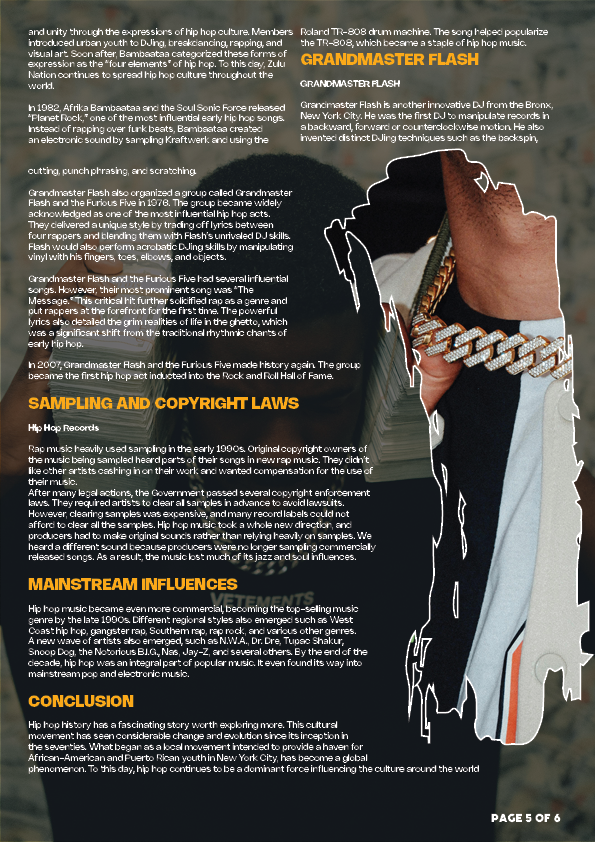 and unity through the expressions of hip hop culture. Members
introduced urban youth to DJing, breakdancing, rapping, and
visual art. Soon after, Bambaataa categorized these forms of
expression as the “four elements” of hip hop. To this day, Zulu
Nation continues to spread hip hop culture throughout the
world.
In 1982, Afrika Bambaataa and the Soul Sonic Force released
“Planet Rock,” one of the most influential early hip hop songs.
Instead of rapping over funk beats, Bambaataa created
an electronic sound by sampling Kraftwerk and using the
Roland TR-808 drum machine. The song helped popularize
the TR-808, which became a staple of hip hop music.
GRANDMASTER FLASH
GRANDMASTER FLASH
Grandmaster Flash is another innovative DJ from the Bronx,
New York City. He was the first DJ to manipulate records in
a backward, forward or counterclockwise motion. He also
invented distinct DJing techniques such as the backspin,
cutting, punch phrasing, and scratching.
Grandmaster Flash also organized a group called Grandmaster
Flash and the Furious Five in 1976. The group became widely
acknowledged as one of the most influential hip hop acts.
They delivered a unique style by trading off lyrics between
four rappers and blending them with Flash’s unrivaled DJ skills.
Flash would also perform acrobatic DJing skills by manipulating
vinyl with his fingers, toes, elbows, and objects.
Grandmaster Flash and the Furious Five had several influential
songs. However, their most prominent song was “The
Message.” This critical hit further solidified rap as a genre and
put rappers at the forefront for the first time. The powerful
lyrics also detailed the grim realities of life in the ghetto, which
was a significant shift from the traditional rhythmic chants of
early hip hop.
In 2007, Grandmaster Flash and the Furious Five made history again. The group
became the first hip hop act inducted into the Rock and Roll Hall of Fame.
SAMPLING AND COPYRIGHT LAWS
Hip Hop Records
Rap music heavily used sampling in the early 1990s. Original copyright owners of
the music being sampled heard parts of their songs in new rap music. They didn’t
like other artists cashing in on their work and wanted compensation for the use of
their music.
After many legal actions, the Government passed several copyright enforcement
laws. They required artists to clear all samples in advance to avoid lawsuits.
However, clearing samples was expensive, and many record labels could not
afford to clear all the samples. Hip hop music took a whole new direction, and
producers had to make original sounds rather than relying heavily on samples. We
heard a different sound because producers were no longer sampling commercially
released songs. As a result, the music lost much of its jazz and soul influences.
MAINSTREAM INFLUENCES
VETEMENTS
Hip hop music became even more commercial, becoming the top-selling music
genre by the late 1990s. Different regional styles also emerged such as West
Coast hip hop, gangster rap, Southern rap, rap rock, and various other genres.
A new wave of artists also emerged, such as N.W.A., Dr. Dre, Tupac Shakur,
Snoop Dog, the Notorious B.I.G., Nas, Jay-Z, and several others. By the end of the
decade, hip hop was an integral part of popular music. It even found its way into
mainstream pop and electronic music.
CONCLUSION
Hip hop history has a fascinating story worth exploring more. This cultural
movement has seen considerable change and evolution since its inception in
the seventies. What began as a local movement intended to provide a haven for
African-American and Puerto Rican youth in New York City, has become a global
phenomenon. To this day, hip hop continues to be a dominant force influencing the culture around the world
PAGE 5 OF 6